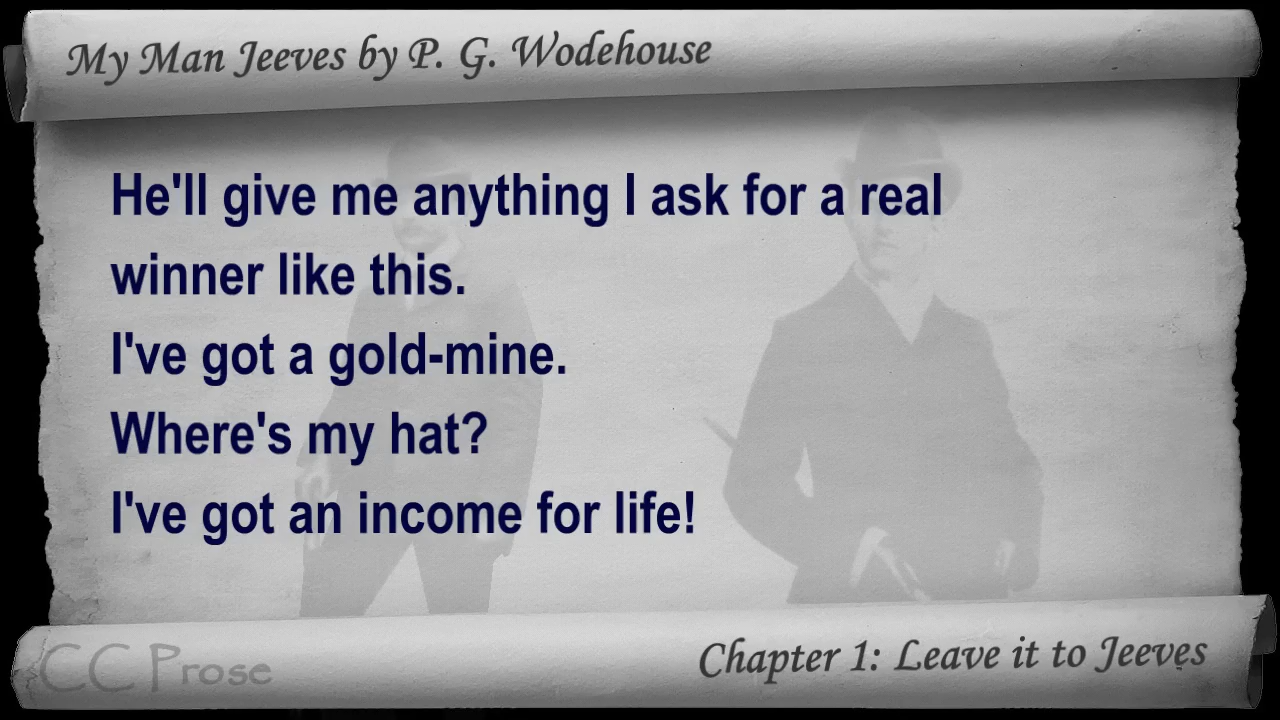 My Man Jeeves by P. G. Wodehouse
He'll give me anything I ask for a real
winner like this.
I've got a gold-mine.
Where's my hat?
I've got an income for life!
CC Prose
Chapter 1: Leave it to Jeeves